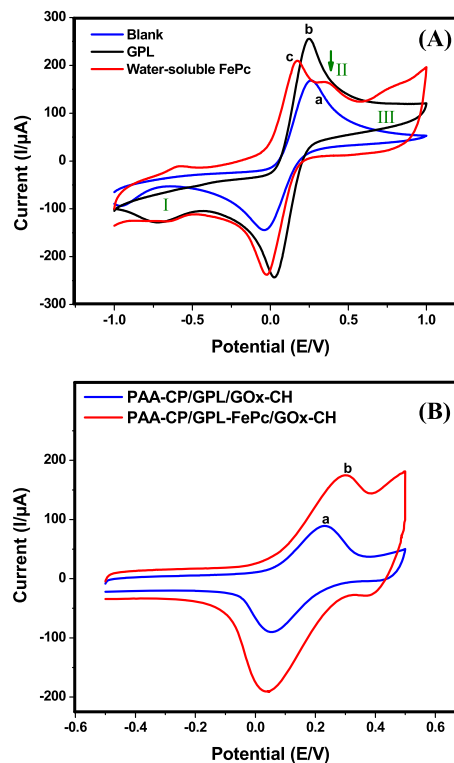 300
200
100
0
-100
-200
300
Current (I/µA)
Blank
GPL
Water-soluble FePc
(A)
b
c
II
a
III
I
-1.0 -0.5 0.0 0.5 1.0
Potential (E/V)
PAA-CP/GPL/GOx-CH
PAA-CP/GPL-FePc/GOx-CH
(B)
b
a
200
100
0
-100
200
Current (I/µA)
-0.6 -0.4 -0.2 0.0 0.2 0.4 0.6
Potential (E/V)